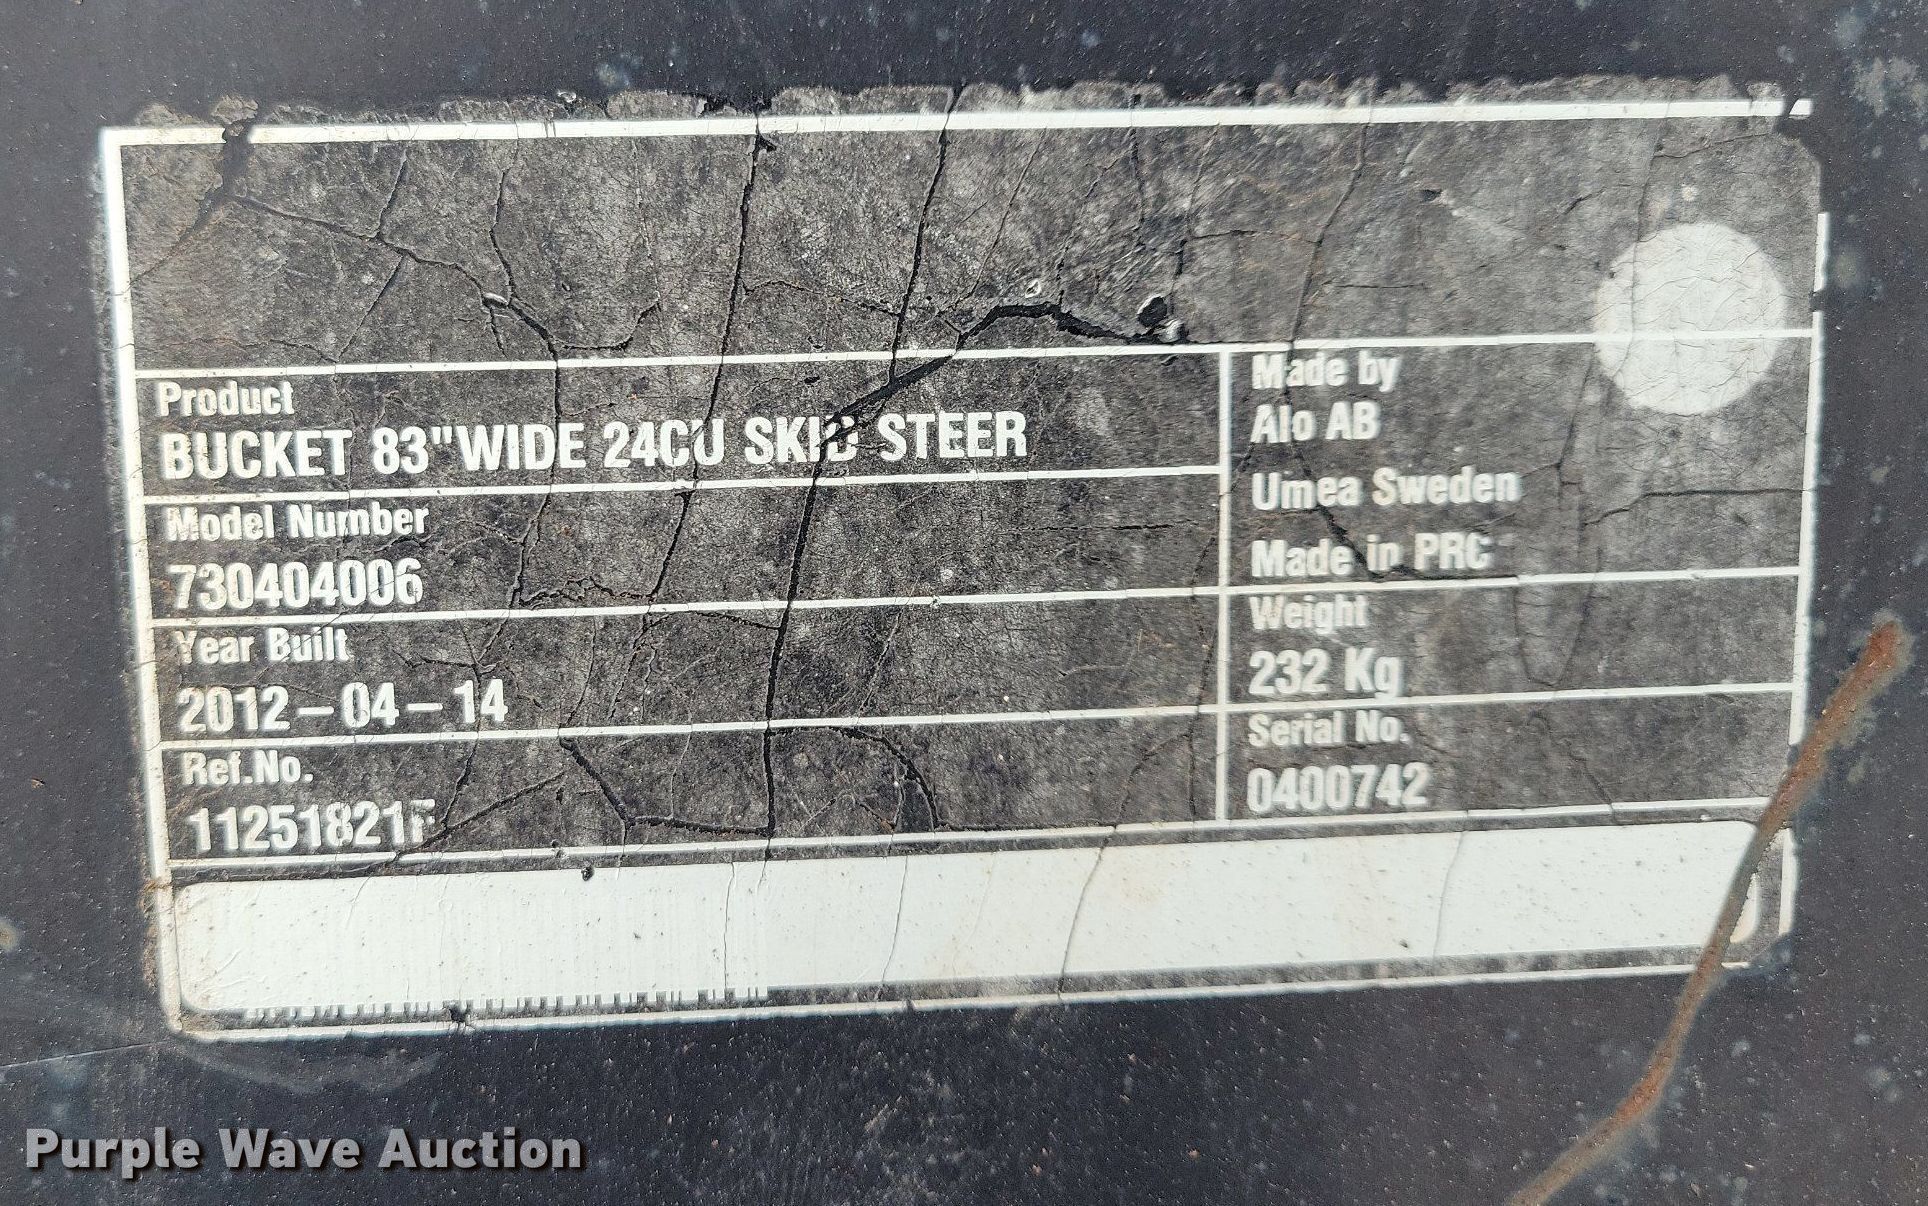 Product
BUCKET 83"WIDE 24CU SKID STEER
Model Number
730404006
Year Built
2012-04-14
Ref.No.
11251821F
Made by
Alo AB
Umea Sweden
Made in PRC
Weight
232 Kg
Serial No.
0400742
Purple Wave Auction